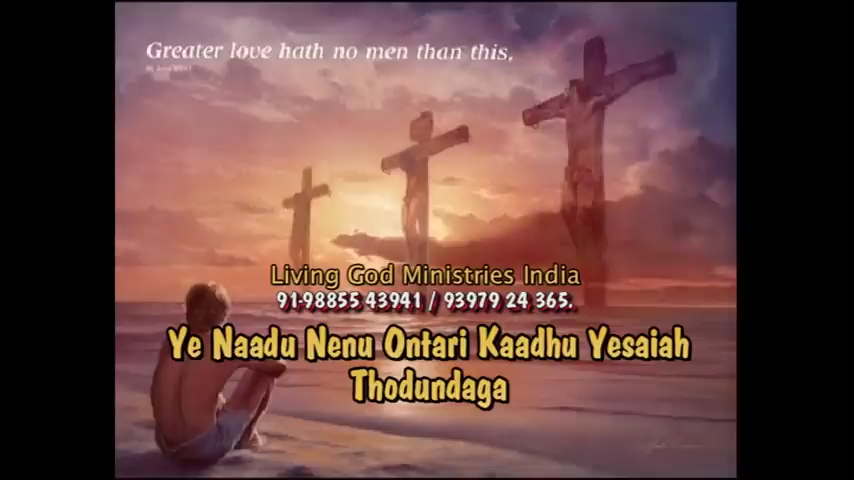 Greater love hath no men than this,
Living God Ministries India
91-98855 43941 / 93979 24 365.
Ye Naadu Nenu Ontari Kaadhu Yesaiah
Thodundaga